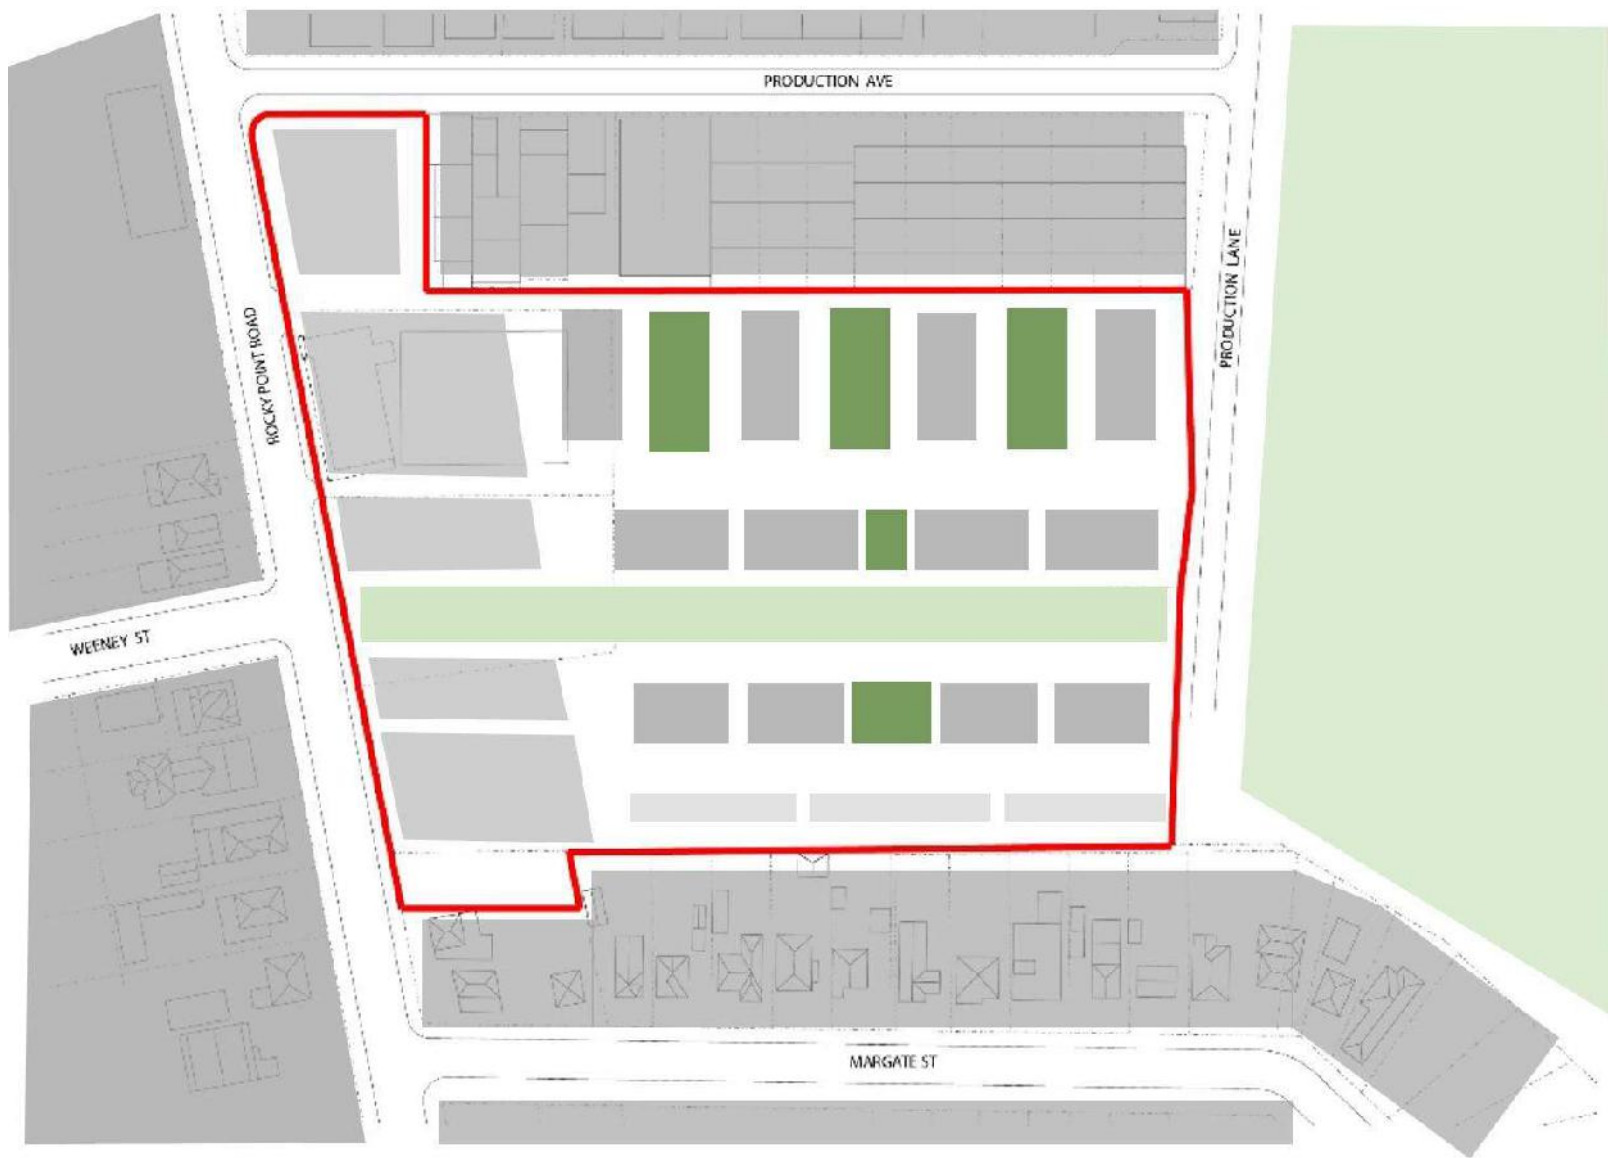 PRODUCTION AVE
PRODUCTION LANE
ROCKY POINT ROAD
WEENEY ST
MARGATE ST